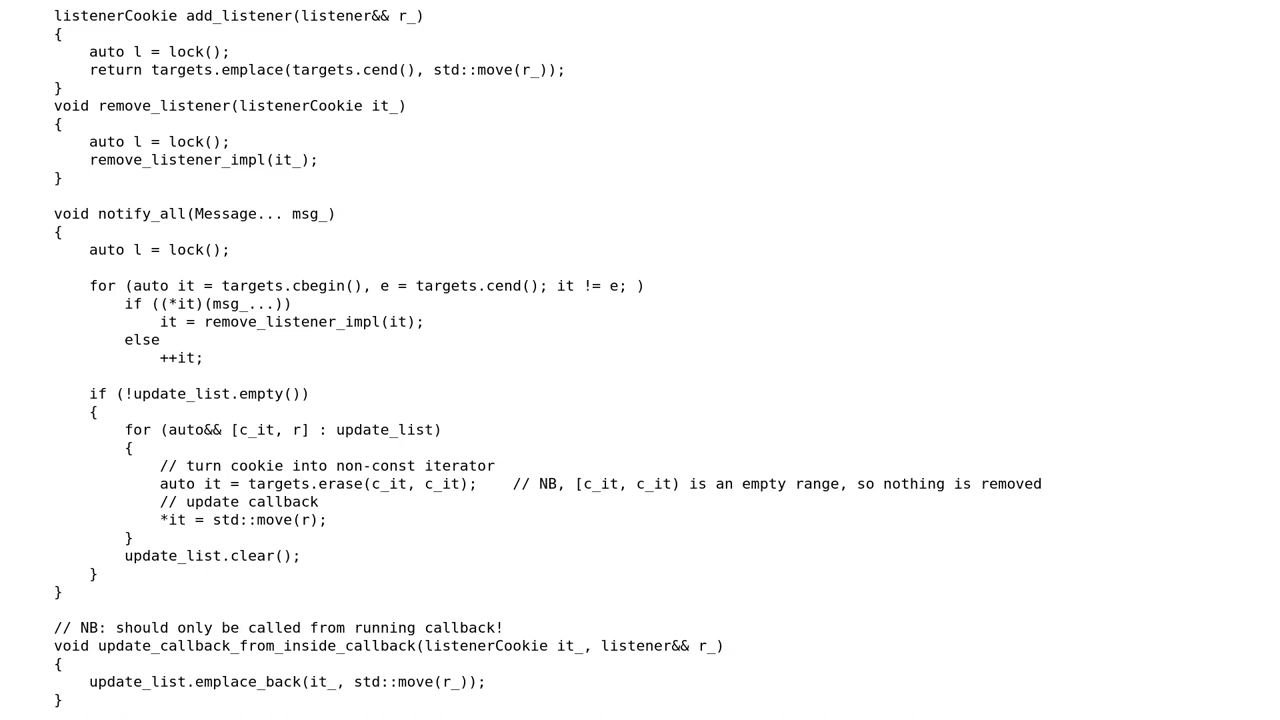 listenerCookie add_listener(listener&& r_)
{
    auto l = lock();
    return targets.emplace(targets.cend(), std::move(r_));
}
void remove_listener(listenerCookie it_)
{
    auto l = lock();
    remove_listener_impl(it_);
}

void notify_all(Message... msg_)
{
    auto l = lock();

    for (auto it = targets.cbegin(), e = targets.cend(); it != e; )
        if ((*it)(msg_...))
            it = remove_listener_impl(it);
        else
            ++it;

    if (!update_list.empty())
    {
        for (auto&& [c_it, r] : update_list)
        {
            // turn cookie into non-const iterator
            auto it = targets.erase(c_it, c_it);    // NB, [c_it, c_it) is an empty range, so nothing is removed
            // update callback
            *it = std::move(r);
        }
        update_list.clear();
    }
}

// NB: should only be called from running callback!
void update_callback_from_inside_callback(listenerCookie it_, listener&& r_)
{
    update_list.emplace_back(it_, std::move(r_));
}